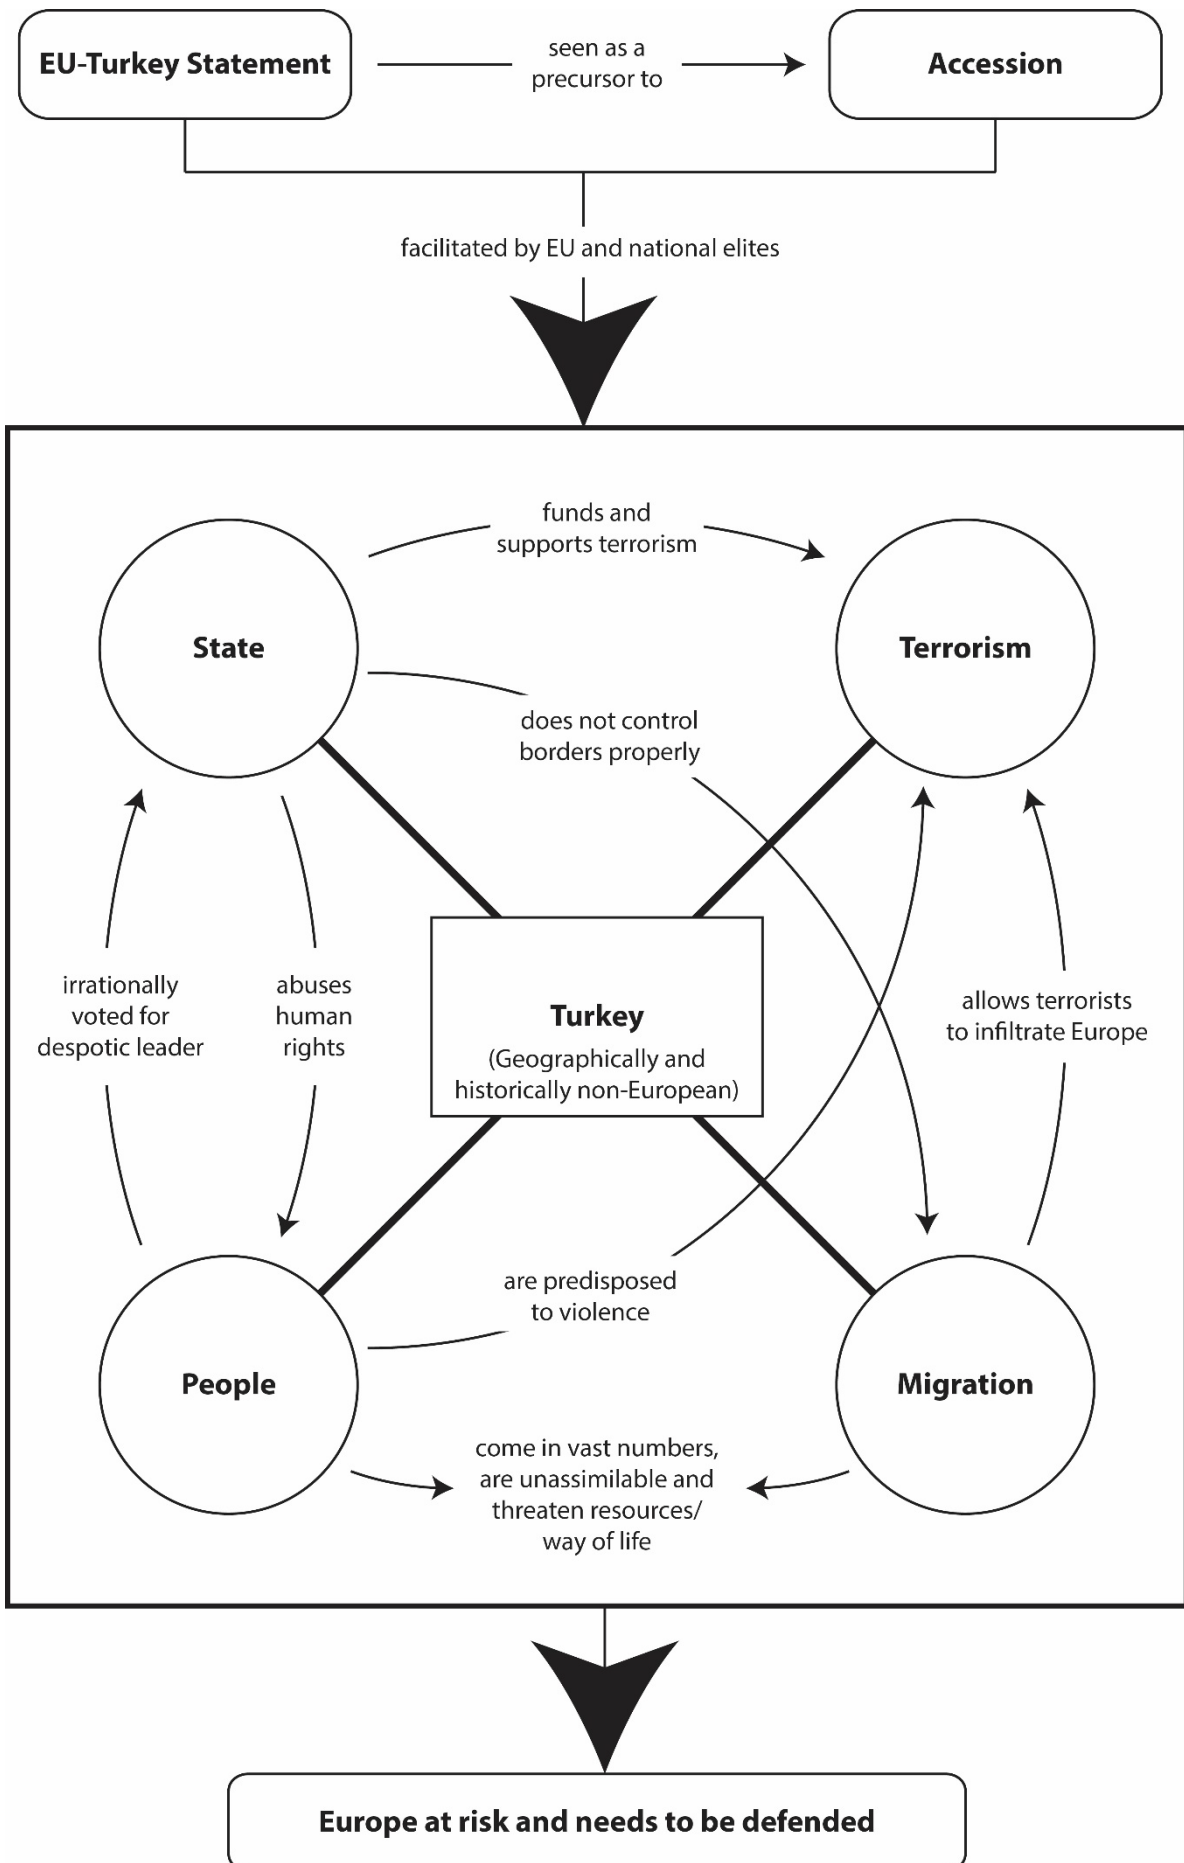 EU-Turkey Statement
seen as a
precursor to
Accession
facilitated by EU and national elites
funds and
supports terrorism
State
Terrorism
does not control
borders properly
irrationally
voted for
despotic leader
abuses
human
rights
Turkey
(Geographically and
historically non-European)
allows terrorists
to infiltrate Europe
are predisposed
to violence
People
Migration
come in vast numbers,
are unassimilable and
threaten resources/
way of life
Europe at risk and needs to be defended